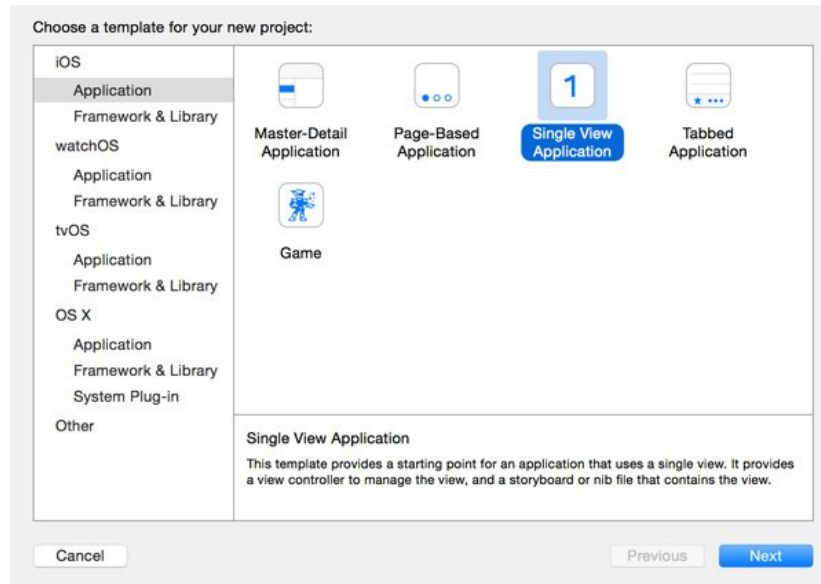 Choose a template for your new project:
iOS
Application
Framework & Library
watchOS
Application
Framework & Library
tvOS
Application
Framework & Library
OS X
Application
Framework & Library
System Plug-in
Other
Master-Detail
Application
Page-Based
Application
1
Single View
Application
Tabbed
Application
Game
Single View Application
This template provides a starting point for an application that uses a single view. It provides
a view controller to manage the view, and a storyboard or nib file that contains the view.
Cancel
Previous
Next